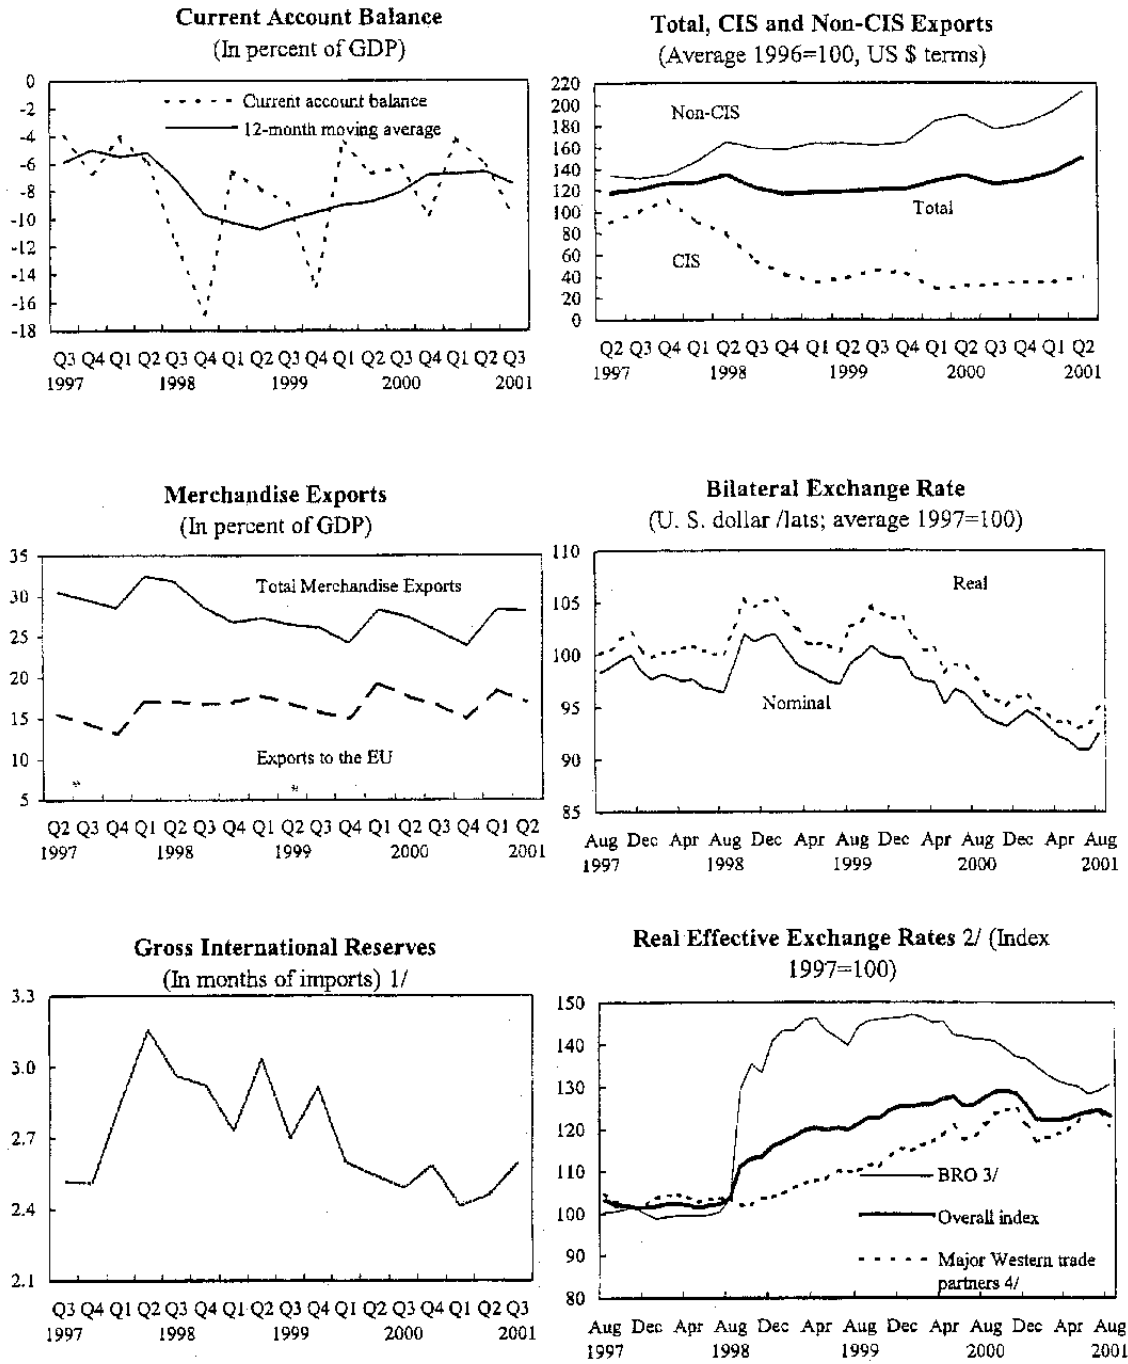 Current Account Balance
(In percent of GDP)
0
-2
-4
-6
-8
-10
-12
-14
-16
-18
Current account balance
12-month moving average
Q3 Q4 Q1 Q2 Q3 Q4 Q1 Q2 Q3 Q4 Q1 Q2 Q3 Q4 Q1 Q2 Q3
1997 1998 1999 2000 2001
Total, CIS and Non-CIS Exports
(Average 1996=100, US $ terms)
220
200
180
160
140
120
100
80
60
40
20
0
Non-CIS
Total
CIS
Q2 Q3 Q4 Q1 Q2 Q3 Q4 Q1 Q2 Q3 Q4 Q1 Q2 Q3 Q4 Q1 Q2
1997 1998 1999 2000 2001
Merchandise Exports
(In percent of GDP)
35
30
25
20
15
10
5
Total Merchandise Exports
Exports to the EU
Q2 Q3 Q4 Q1 Q2 Q3 Q4 Q1 Q2 Q3 Q4 Q1 Q2 Q3 Q4 Q1 Q2
1997 1998 1999 2000 2001
Bilateral Exchange Rate
(U. S. dollar /lats; average 1997=100)
110
105
100
95
90
85
Real
Nominal
Aug Dec Apr Aug Dec Apr Aug Dec Apr Aug Dec Apr Aug
1997 1998 1999 2000 2001
Gross International Reserves
(In months of imports) 1/
3.3
3.0
2.7
2.4
2.1
Q3 Q4 Q1 Q2 Q3 Q4 Q1 Q2 Q3 Q4 Q1 Q2 Q3 Q4 Q1 Q2 Q3
1997 1998 1999 2000 2001
Real Effective Exchange Rates 2/ (Index
1997=100)
150
140
130
120
110
100
90
80
BRO 3/
Overall index
Major Western trade
partners 4/
Aug Dec Apr Aug Dec Apr Aug Dec Apr Aug Dec Apr Aug
1997 1998 1999 2000 2001